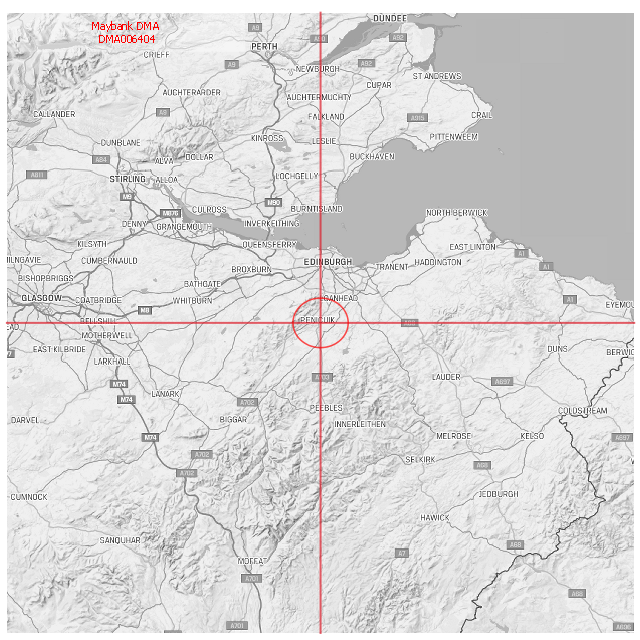 DUNDEE
Maybank DMA
A9
DMA006404
A90
A92
PERTH
CRIEFF
A9
A92
NEWBURGH
ST ANDREWS
CUPAR
AUCHTERARDER
AUCHTERMUCHTY
A9
CALLANDER
FALKLAND
A915
CRAIL
KINROSS
LESLIE
PITTENWEEM
DUNBLANE
A84
ALVA
DOLLAR
BUCKHAVEN
A811
STIRLING
ALLOA
LOCHGELLY
M9
M90
M876
CULROSS
BURNTISLAND
NORTH BERWICK
DENNY
GRANGEMOUTH
INVERKEITHING
KILSYTH
QUEENSFERRY
EAST LINTON
A1
MILNGAVIE
CUMBERNAULD
EDINBURGH
HADDINGTON
BROXBURN
TRANENT
A1
BISHOPBRIGGS
BATHGATE
GLASGOW
COATBRIDGE
WHITBURN
LOANHEAD
A1
M8
EYEMOU
BELLSHILL
PENICUIK
MOTHERWELL
EAST KILBRIDE
DUNS
BERWIC
LARKHALL
A703
LAUDER
M74
A697
LANARK
M74
A702
PEEBLES
COLDSTREAM
DARVEL
BIGGAR
INNERLEITHEN
M74
MELROSE
KELSO
A697
A702
SELKIRK
A68
A702
CUMNOCK
JEDBURGH
HAWICK
SANQUHAR
A68
A7
MOFFAT
A701
A68
A701
A696